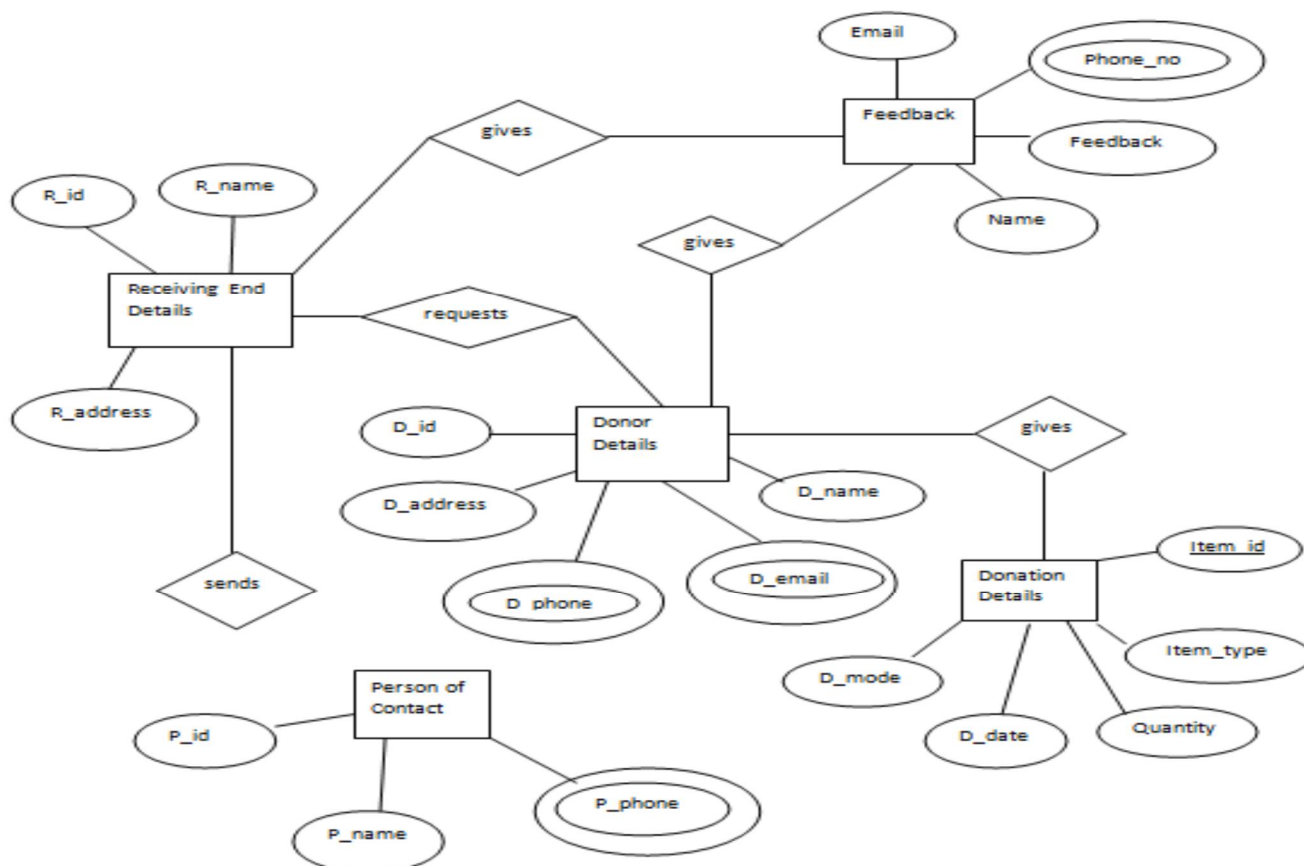 Email
Phone_no
Feedback
gives
Feedback
R_name
R_id
Name
gives
Receiving End
Details
requests
R_address
D_id
Donor
Details
gives
D_name
D_address
Item_id
D_email
Donation
Details
sends
D_phone
Item_type
D_mode
Person of
Contact
Quantity
D_date
P_id
P_phone
P_name